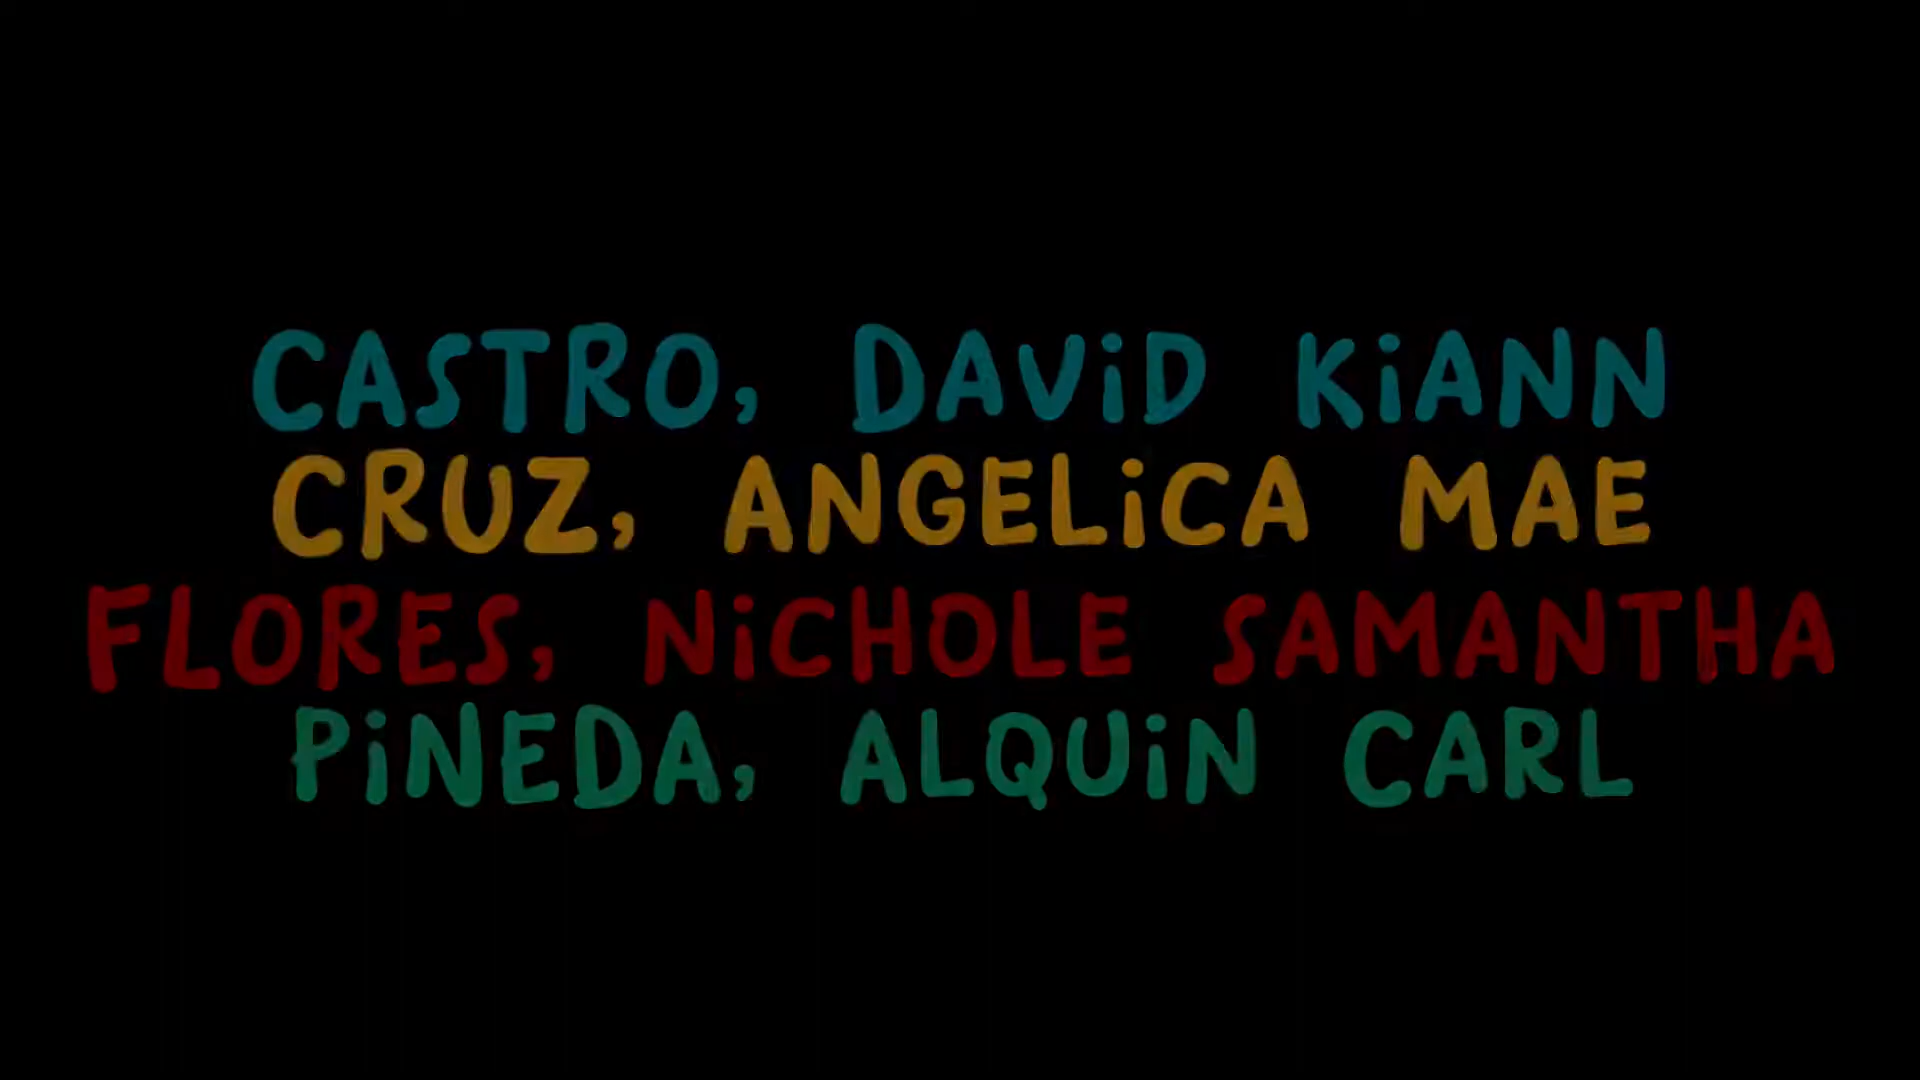 CASTRO, DAViD KiANN
CRUZ, ANGELiCA MAE
FLORES, NiCHOLE SAMANTHA
PiNEDA, ALQUiN CARL